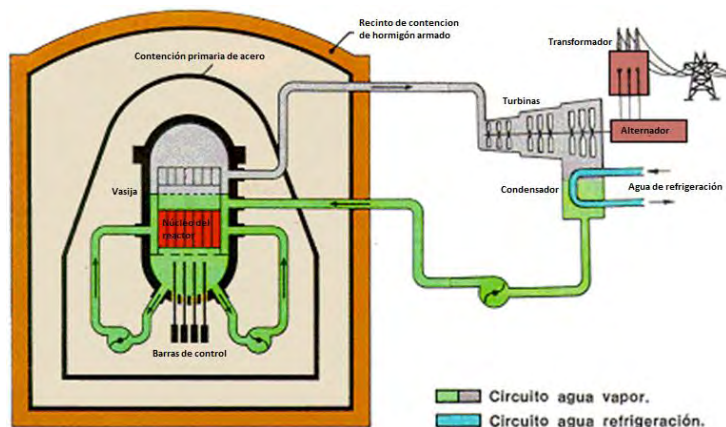 Recinto de contencion
de hormigón armado
Contención primaria de acero
Transformador
Turbinas
Alternador
Vasija
Condensador
Agua de refrigeración
Núcleo del
reactor
Barras de control
Circuito agua vapor.
Circuito agua refrigeración.